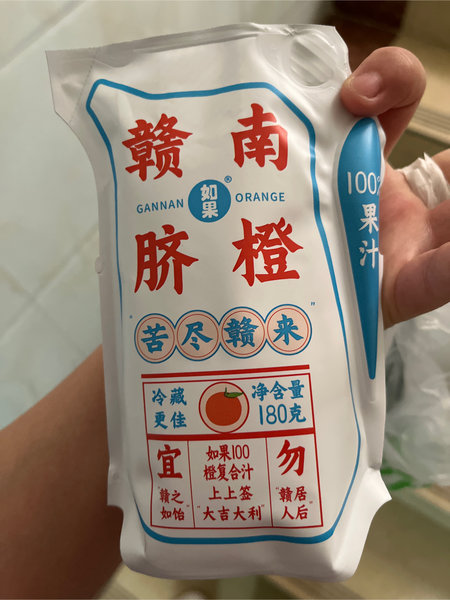 赣南
GANNAN 如果® ORANGE
脐橙
"苦尽赣来"
100%果汁
冷藏更佳
净含量180克
宜
"赣之如饴"
如果100
橙复合汁
上上签
"大吉大利"
勿
"赣居人后"